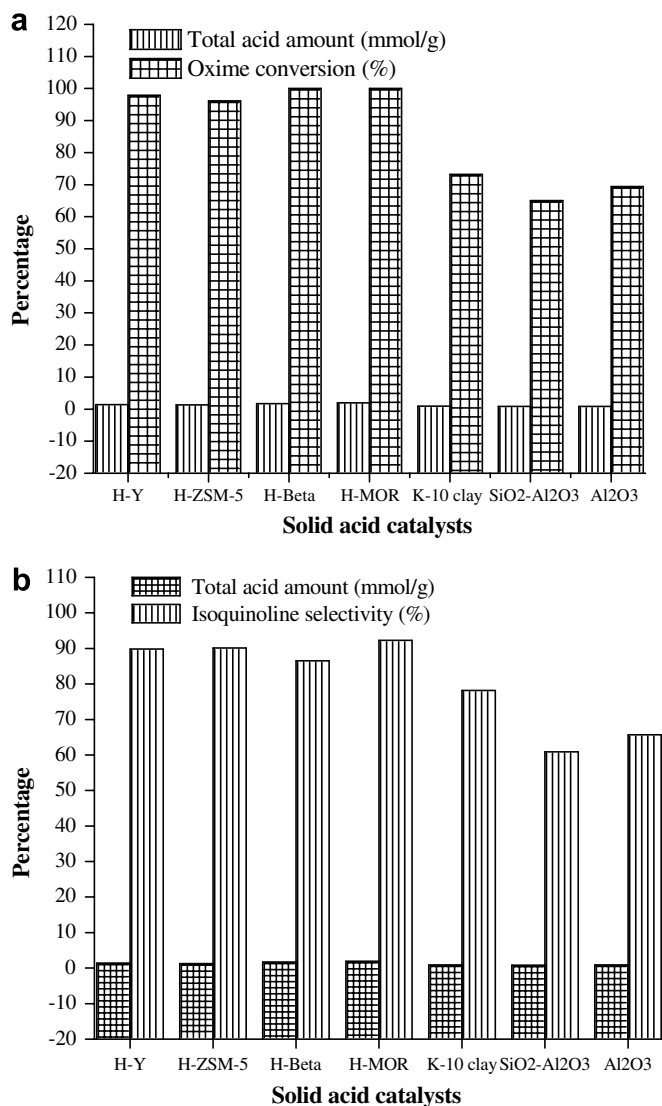 a
120
110
100
90
80
70
60
50
40
30
20
10
0
-10
-20
Percentage
Total acid amount (mmol/g)
Oxime conversion (%)
H-Y H-ZSM-5 H-Beta H-MOR K-10 clay SiO2-Al2O3 Al2O3
Solid acid catalysts
b
110
100
90
80
70
60
50
40
30
20
10
0
-10
-20
Percentage
Total acid amount (mmol/g)
Isoquinoline selectivity (%)
H-Y H-ZSM-5 H-Beta H-MOR K-10 clay SiO2-Al2O3 Al2O3
Solid acid catalysts